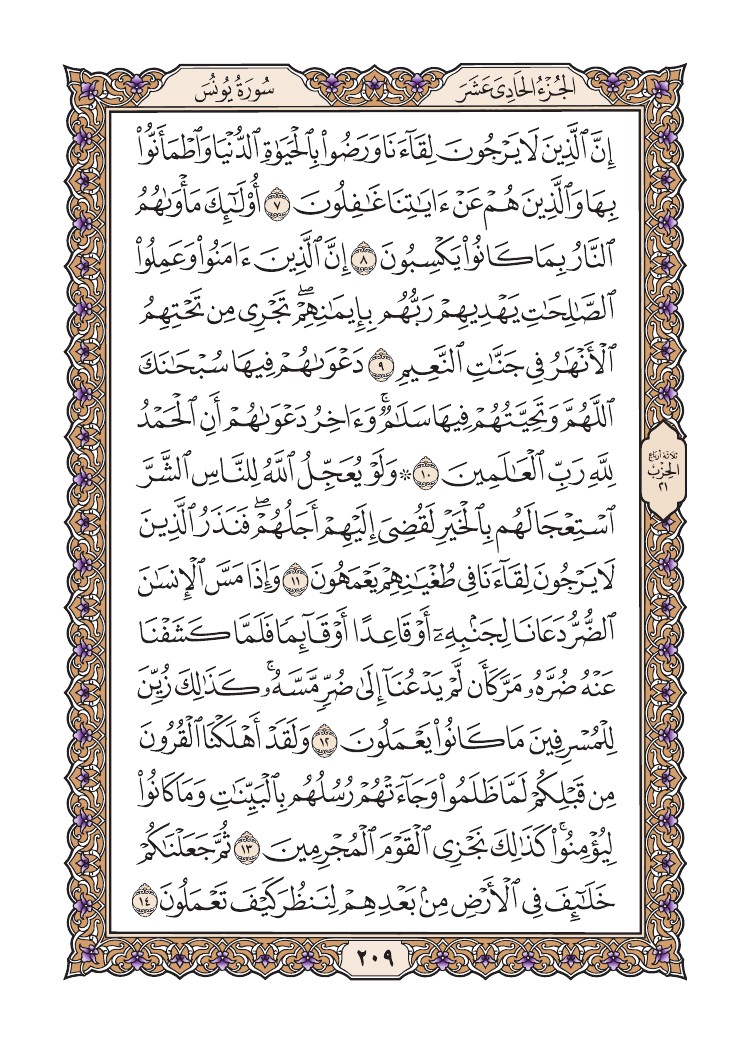 الجُزْءُ الحَادِىَ عَشَرَ
سُورَةُ يُونُسَ
إِنَّ ٱلَّذِينَ لَا يَرْجُونَ لِقَآءَنَا وَرَضُوا۟ بِٱلْحَيَوٰةِ ٱلدُّنْيَا وَٱطْمَأَنُّوا۟
بِهَا وَٱلَّذِينَ هُمْ عَنْ ءَايَـٰتِنَا غَـٰفِلُونَ ٧ أُو۟لَـٰٓئِكَ مَأْوَىٰهُمُ
ٱلنَّارُ بِمَا كَانُوا۟ يَكْسِبُونَ ٨ إِنَّ ٱلَّذِينَ ءَامَنُوا۟ وَعَمِلُوا۟
ٱلصَّـٰلِحَـٰتِ يَهْدِيهِمْ رَبُّهُم بِإِيمَـٰنِهِمْ ۖ تَجْرِى مِن تَحْتِهِمُ
ٱلْأَنْهَـٰرُ فِى جَنَّـٰتِ ٱلنَّعِيمِ ٩ دَعْوَىٰهُمْ فِيهَا سُبْحَـٰنَكَ
ٱللَّهُمَّ وَتَحِيَّتُهُمْ فِيهَا سَلَـٰمٌ ۚ وَءَاخِرُ دَعْوَىٰهُمْ أَنِ ٱلْحَمْدُ
لِلَّهِ رَبِّ ٱلْعَـٰلَمِينَ ١٠ ۞ وَلَوْ يُعَجِّلُ ٱللَّهُ لِلنَّاسِ ٱلشَّرَّ
ٱسْتِعْجَالَهُم بِٱلْخَيْرِ لَقُضِىَ إِلَيْهِمْ أَجَلُهُمْ ۖ فَنَذَرُ ٱلَّذِينَ
لَا يَرْجُونَ لِقَآءَنَا فِى طُغْيَـٰنِهِمْ يَعْمَهُونَ ١١ وَإِذَا مَسَّ ٱلْإِنسَـٰنَ
ٱلضُّرُّ دَعَانَا لِجَنۢبِهِۦٓ أَوْ قَاعِدًا أَوْ قَآئِمًا فَلَمَّا كَشَفْنَا
عَنْهُ ضُرَّهُۥ مَرَّ كَأَن لَّمْ يَدْعُنَآ إِلَىٰ ضُرٍّ مَّسَّهُۥ ۚ كَذَٰلِكَ زُيِّنَ
لِلْمُسْرِفِينَ مَا كَانُوا۟ يَعْمَلُونَ ١٢ وَلَقَدْ أَهْلَكْنَا ٱلْقُرُونَ
مِن قَبْلِكُمْ لَمَّا ظَلَمُوا۟ وَجَآءَتْهُمْ رُسُلُهُم بِٱلْبَيِّنَـٰتِ وَمَا كَانُوا۟
لِيُؤْمِنُوا۟ ۚ كَذَٰلِكَ نَجْزِى ٱلْقَوْمَ ٱلْمُجْرِمِينَ ١٣ ثُمَّ جَعَلْنَـٰكُمْ
خَلَـٰٓئِفَ فِى ٱلْأَرْضِ مِنۢ بَعْدِهِمْ لِنَنظُرَ كَيْفَ تَعْمَلُونَ ١٤
ثلاثة أرباع
الحِزْب
٢١
٢٠٩